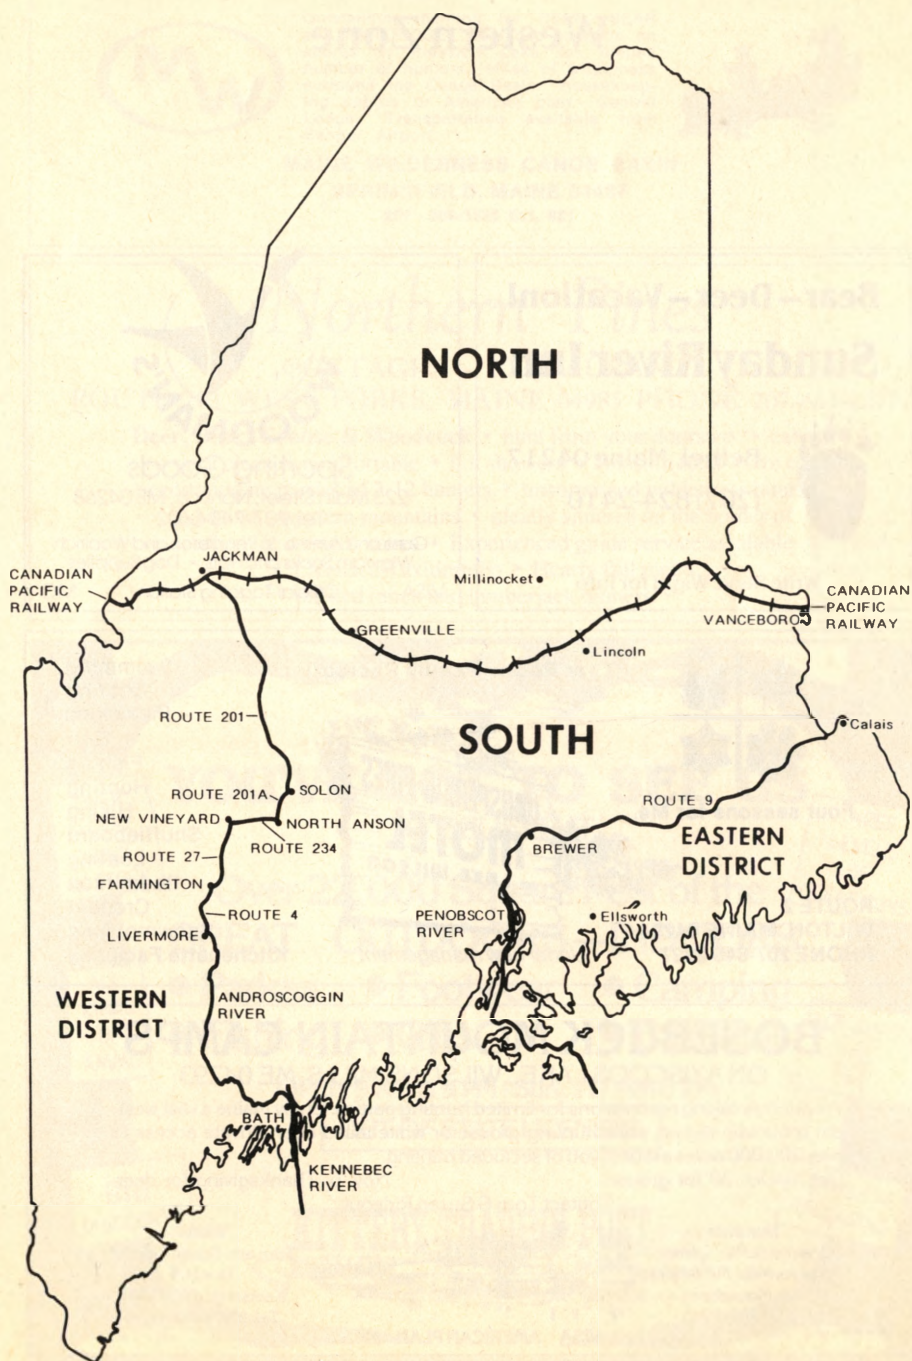 NORTH
JACKMAN
CANADIAN
PACIFIC
RAILWAY
Millinocket
CANADIAN
PACIFIC
RAILWAY
VANCEBORO
GREENVILLE
Lincoln
ROUTE 201
SOUTH
Calais
ROUTE 201A
SOLON
ROUTE 9
NEW VINEYARD
NORTH ANSON
ROUTE 234
BREWER
EASTERN
DISTRICT
ROUTE 27
FARMINGTON
ROUTE 4
PENOBSCOT
RIVER
Ellsworth
LIVERMORE
WESTERN
DISTRICT
ANDROSCOGGIN
RIVER
BATH
KENNEBEC
RIVER